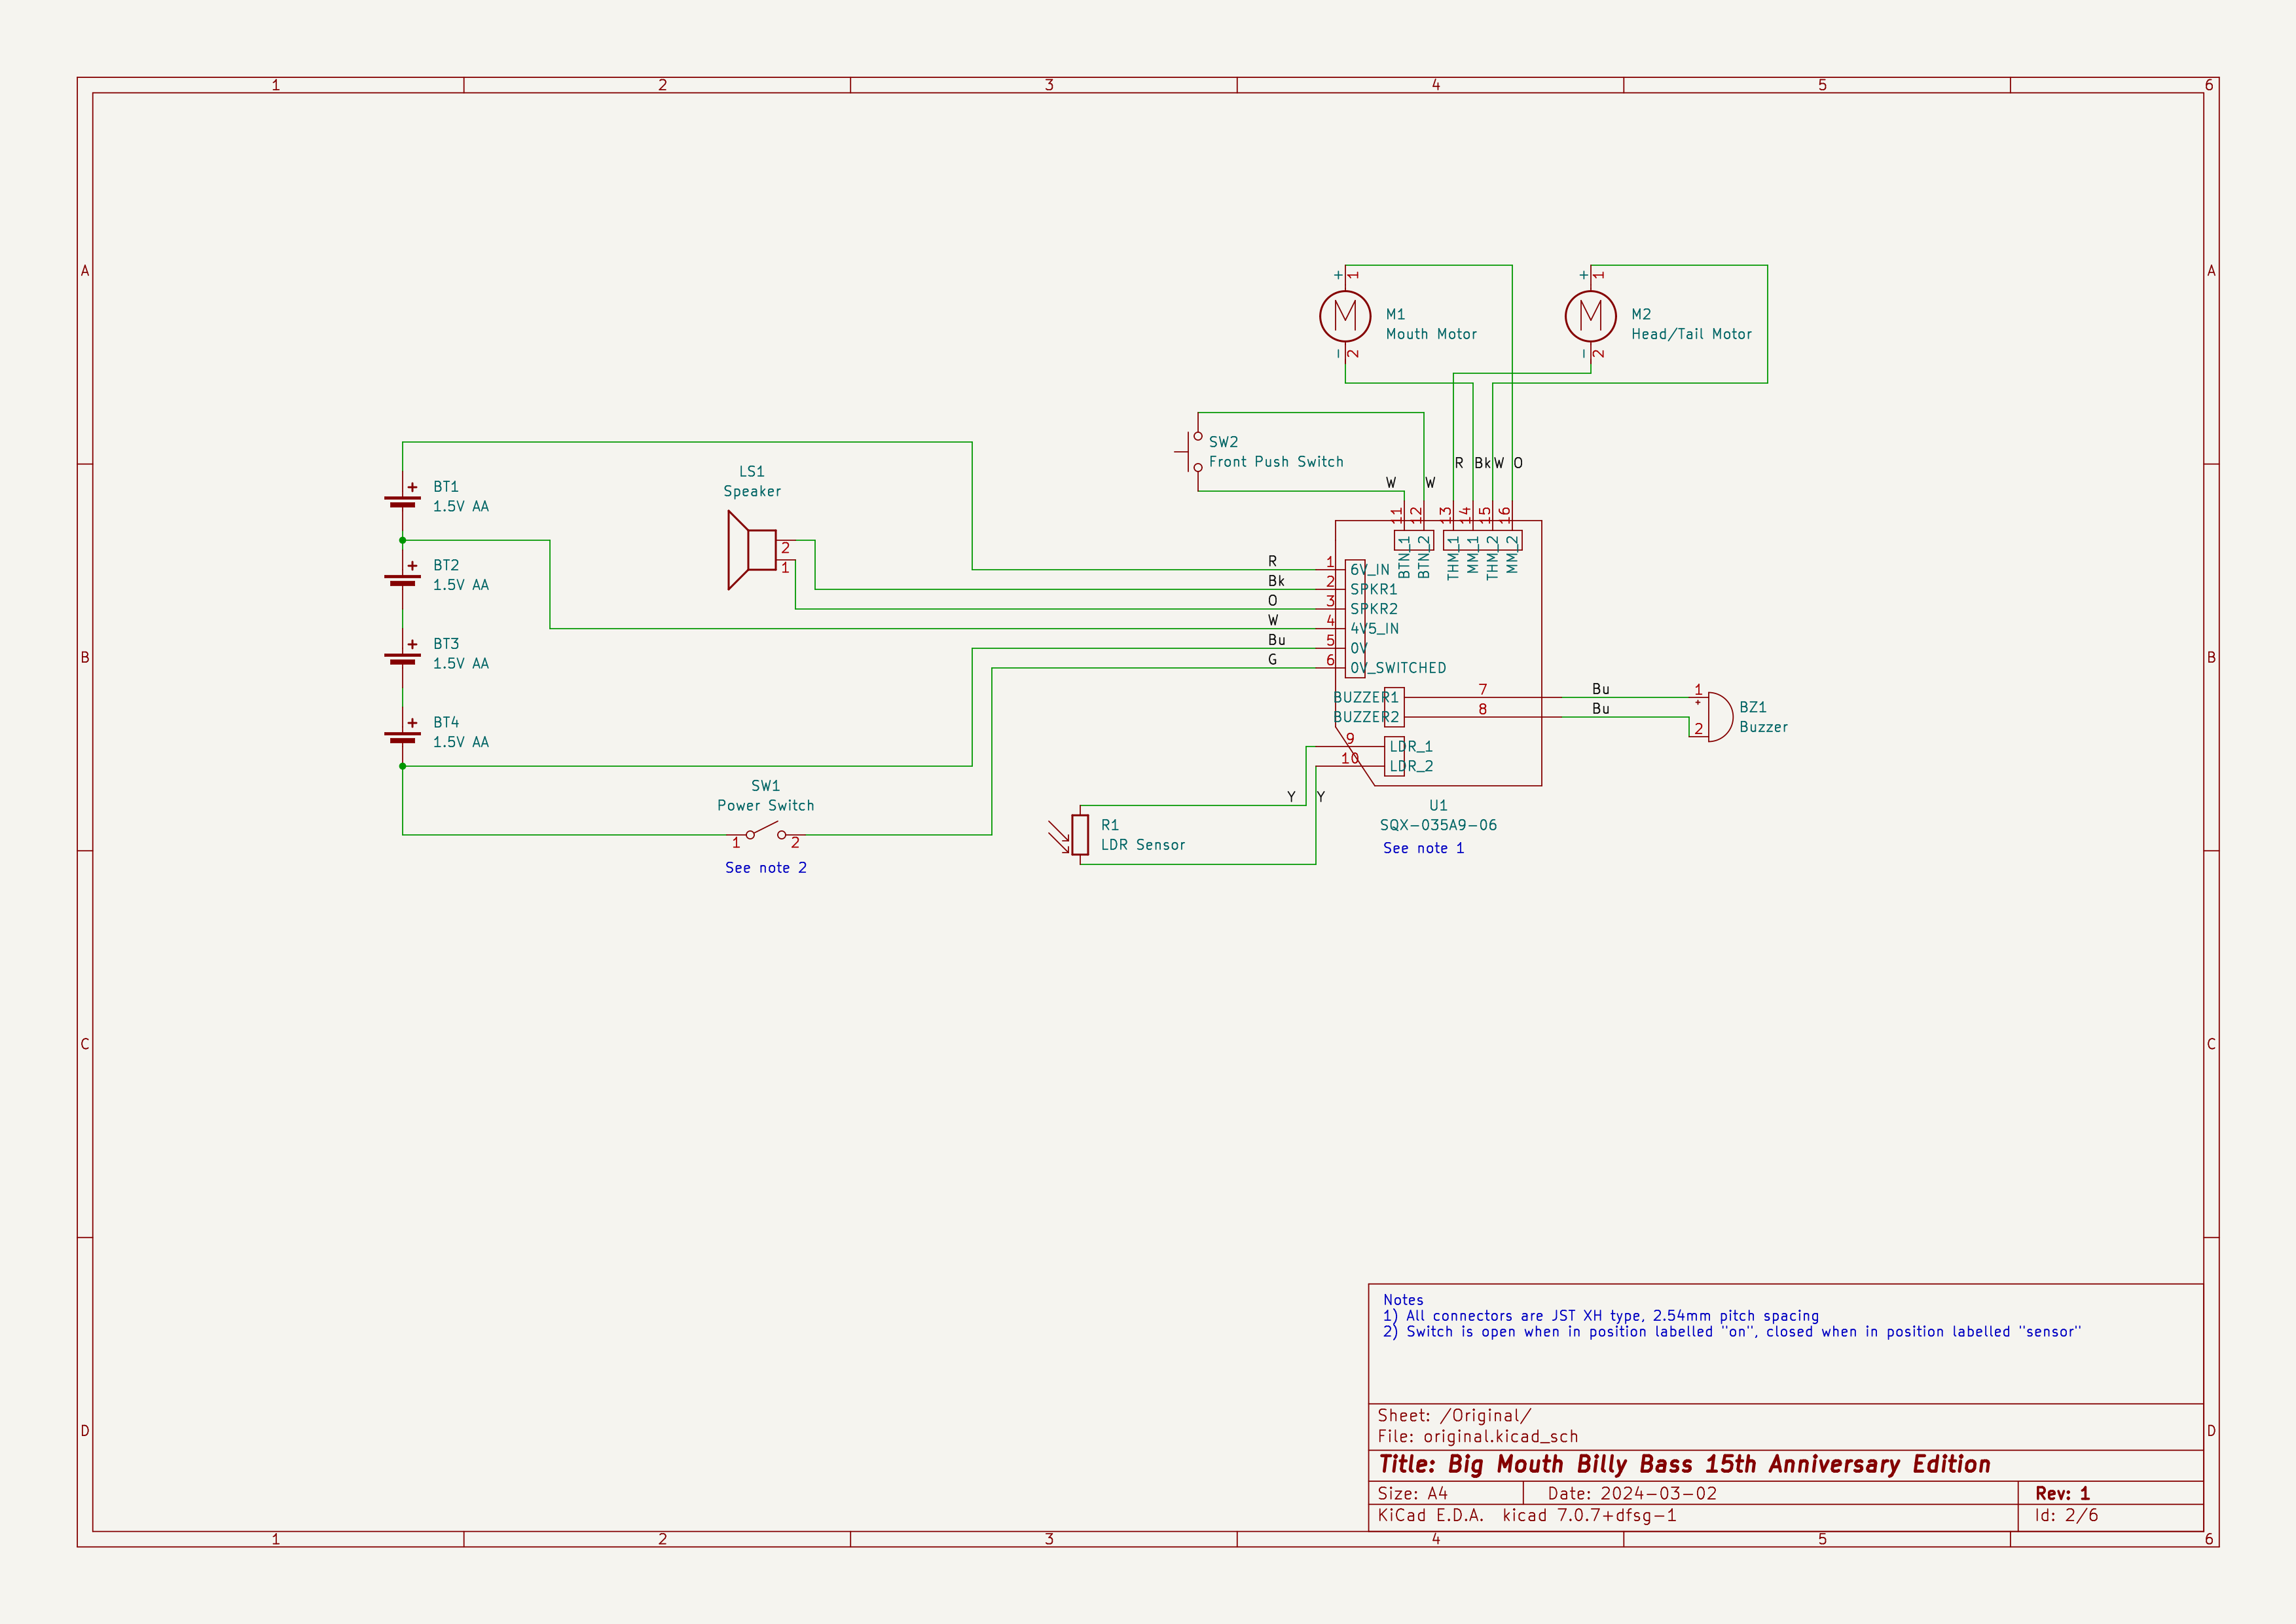 1 2 3 4 5 6
A A
+ 1
M
- 2
M1
Mouth Motor
+ 1
M
- 2
M2
Head/Tail Motor
SW2
Front Push Switch
R Bk W O
W W
11 12 13 14 15 16
BTN_1 BTN_2 THM_1 MM_1 THM_2 MM_2
+ BT1
1.5V AA
+ BT2
1.5V AA
+ BT3
1.5V AA
+ BT4
1.5V AA
LS1
Speaker
2
1
R 1 6V_IN
Bk 2 SPKR1
O 3 SPKR2
W 4 4V5_IN
Bu 5 0V
G 6 0V_SWITCHED
B B
BUZZER1 7 Bu 1
+
BUZZER2 8 Bu 2
BZ1
Buzzer
9 LDR_1
10 LDR_2
Y Y
SW1
Power Switch
1 2
See note 2
R1
LDR Sensor
U1
SQX-035A9-06
See note 1
C C
Notes
1) All connectors are JST XH type, 2.54mm pitch spacing
2) Switch is open when in position labelled "on", closed when in position labelled "sensor"
D D
Sheet: /Original/
File: original.kicad_sch
Title: Big Mouth Billy Bass 15th Anniversary Edition
Size: A4 Date: 2024-03-02 Rev: 1
KiCad E.D.A. kicad 7.0.7+dfsg-1 Id: 2/6
1 2 3 4 5 6